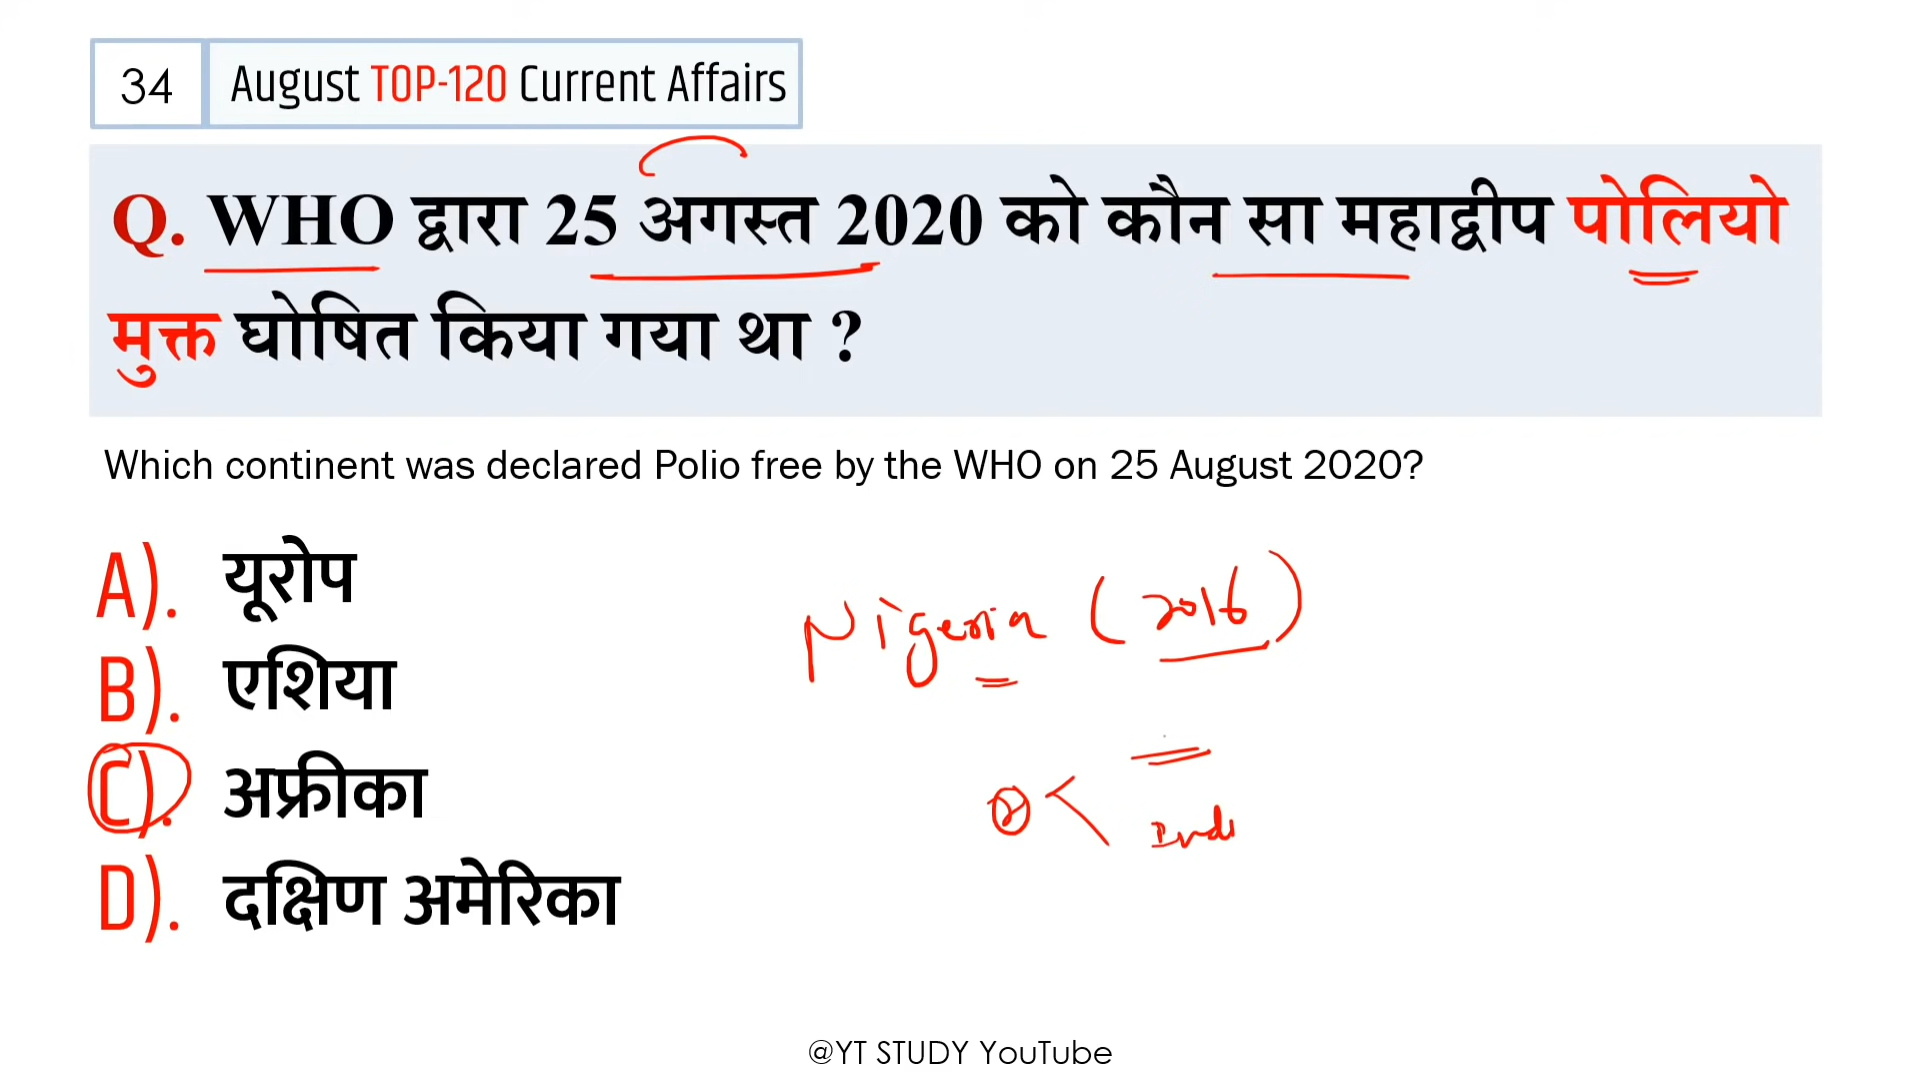 34
August TOP-120 Current Affairs
Q. WHO द्वारा 25 अगस्त 2020 को कौन सा महाद्वीप पोलियो
मुक्त घोषित किया गया था ?
Which continent was declared Polio free by the WHO on 25 August 2020?
A). यूरोप
B). एशिया
C). अफ्रीका
D). दक्षिण अमेरिका
Nigeria (2016)
@YT STUDY YouTube